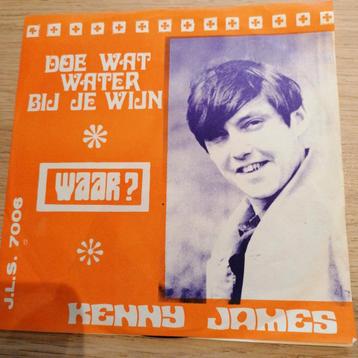 DOE WAT
WATER
BIJ JE WIJN
WAAR?
J.L.S. 7006
KENNY JAMES